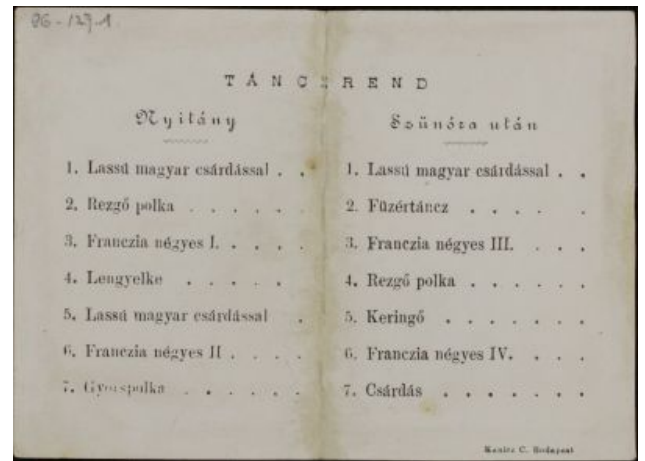 96-129.1
TÁNCZREND
Nyitány
1. Lassú magyar csárdással . .
2. Rezgő polka . . . . . .
3. Franczia négyes I. . . . .
4. Lengyelke . . . . .
5. Lassú magyar csárdással .
6. Franczia négyes II . . . .
7. Gyorspolka . . . . . .
Szünóra után
1. Lassú magyar csárdással . .
2. Füzértáncz . . . . .
3. Franczia négyes III. . . .
4. Rezgő polka . . . . . .
5. Keringő . . . . . . .
6. Franczia négyes IV. . . .
7. Csárdás . . . . . . .
Kanitz C. Budapest